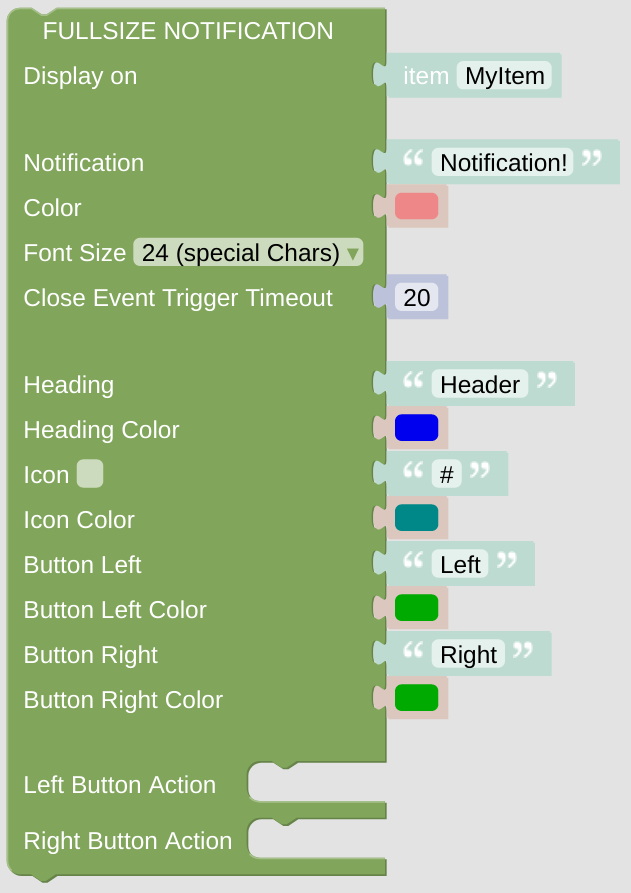 FULLSIZE NOTIFICATION
Display on item MyItem
Notification “ Notification! ”
Color
Font Size 24 (special Chars) ▾
Close Event Trigger Timeout 20
Heading “ Header ”
Heading Color
Icon “ # ”
Icon Color
Button Left “ Left ”
Button Left Color
Button Right “ Right ”
Button Right Color
Left Button Action
Right Button Action